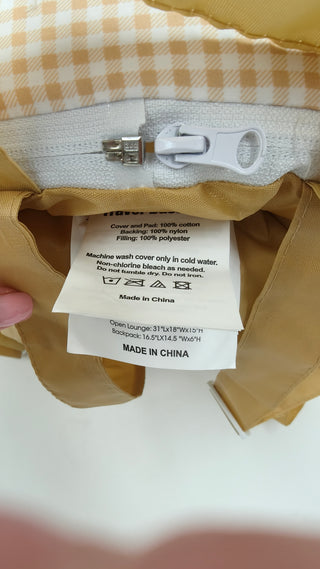 Cover and Pad: 100% cotton
Backing: 100% nylon
Filling: 100% polyester
Machine wash cover only in cold water.
Non-chlorine bleach as needed.
Do not tumble dry. Do not iron.
Made in China
Open Lounge: 31"Lx18"Wx15"H
Backpack: 16.5"LX14.5 "Wx6"H
MADE IN CHINA